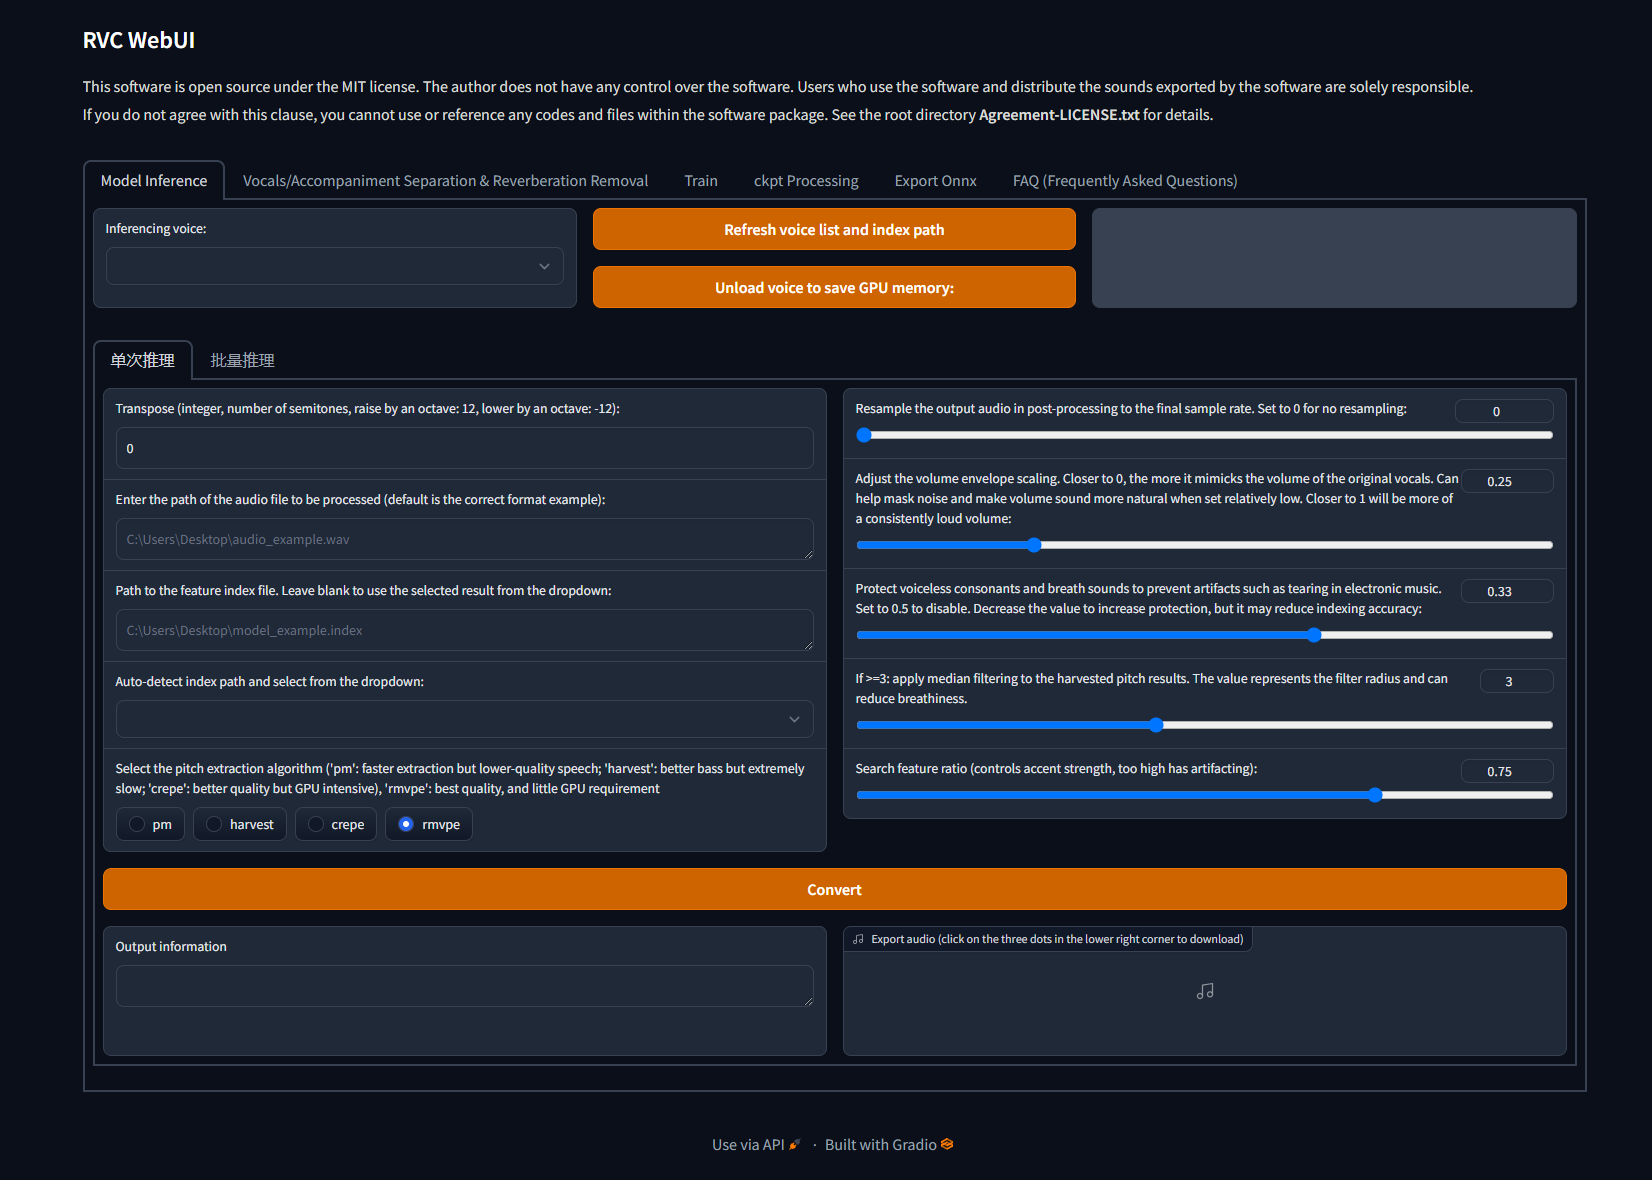 RVC WebUI
This software is open source under the MIT license. The author does not have any control over the software. Users who use the software and distribute the sounds exported by the software are solely responsible.
If you do not agree with this clause, you cannot use or reference any codes and files within the software package. See the root directory Agreement-LICENSE.txt for details.
Model Inference
Vocals/Accompaniment Separation & Reverberation Removal
Train
ckpt Processing
Export Onnx
FAQ (Frequently Asked Questions)
Inferencing voice:
Refresh voice list and index path
Unload voice to save GPU memory:
单次推理
批量推理
Transpose (integer, number of semitones, raise by an octave: 12, lower by an octave: -12):
0
Enter the path of the audio file to be processed (default is the correct format example):
C:\Users\Desktop\audio_example.wav
Path to the feature index file. Leave blank to use the selected result from the dropdown:
C:\Users\Desktop\model_example.index
Auto-detect index path and select from the dropdown:
Select the pitch extraction algorithm ('pm': faster extraction but lower-quality speech; 'harvest': better bass but extremely
slow; 'crepe': better quality but GPU intensive), 'rmvpe': best quality, and little GPU requirement
pm
harvest
crepe
rmvpe
Resample the output audio in post-processing to the final sample rate. Set to 0 for no resampling:
0
Adjust the volume envelope scaling. Closer to 0, the more it mimicks the volume of the original vocals. Can
help mask noise and make volume sound more natural when set relatively low. Closer to 1 will be more of
a consistently loud volume:
0.25
Protect voiceless consonants and breath sounds to prevent artifacts such as tearing in electronic music.
Set to 0.5 to disable. Decrease the value to increase protection, but it may reduce indexing accuracy:
0.33
If >=3: apply median filtering to the harvested pitch results. The value represents the filter radius and can
reduce breathiness.
3
Search feature ratio (controls accent strength, too high has artifacting):
0.75
Convert
Output information
Export audio (click on the three dots in the lower right corner to download)
Use via API · Built with Gradio